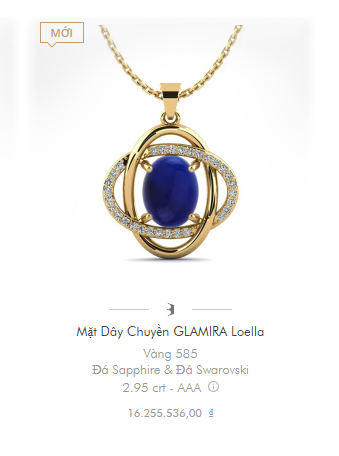 MỚI
Mặt Dây Chuyền GLAMIRA Loella
Vàng 585
Đá Sapphire & Đá Swarovski
2.95 crt - AAA
16.255.536,00 ₫